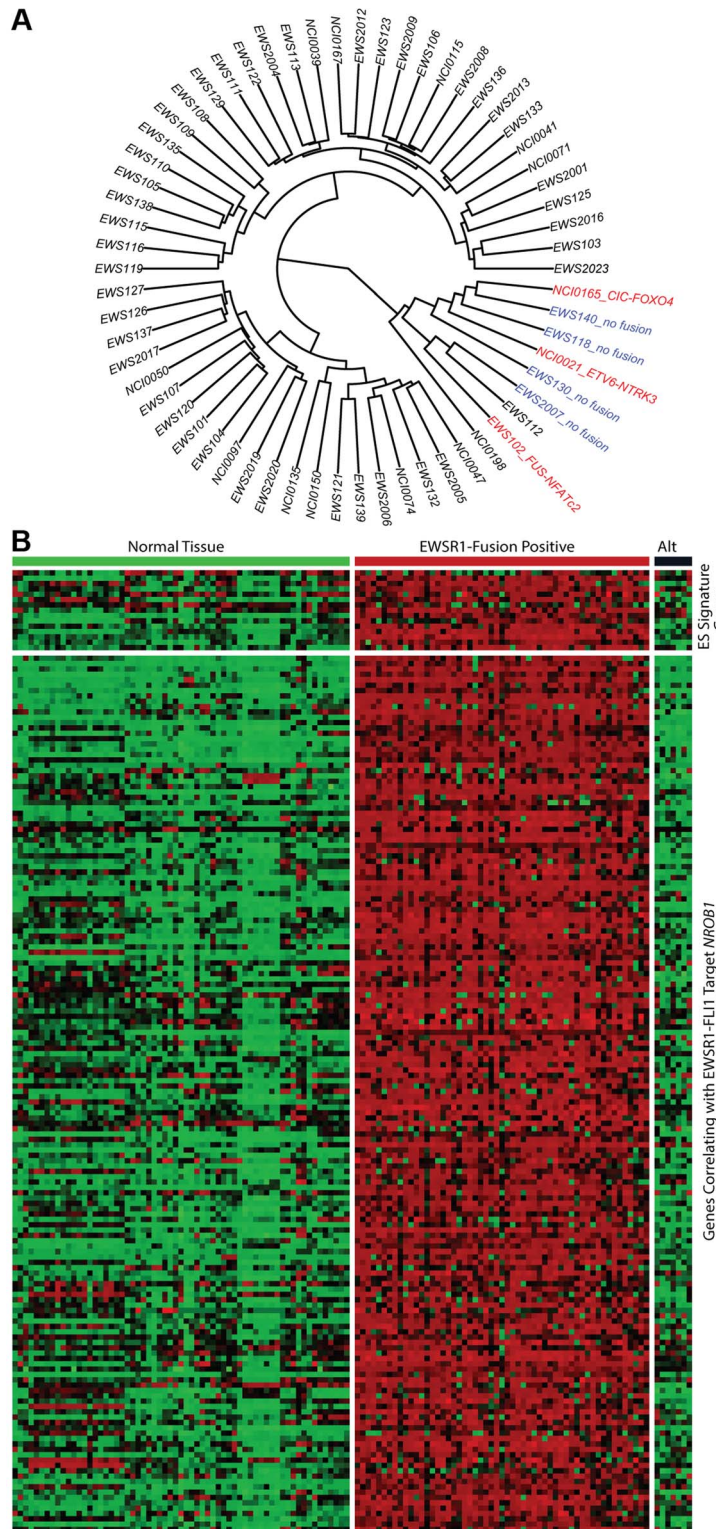 A
EWS2012
NCI0167
EWS123
NCI0039
EWS2009
EWS113
EWS106
EWS2004
NCI0115
EWS122
EWS2008
EWS111
EWS136
EWS129
EWS2013
EWS108
EWS133
EWS109
NCI0041
EWS135
NCI0071
EWS110
EWS2001
EWS105
EWS125
EWS138
EWS2016
EWS115
EWS103
EWS116
EWS2023
EWS119
NCI0165_CIC-FOXO4
EWS127
EWS140_no fusion
EWS126
EWS118_no fusion
EWS137
NCI0021_ETV6-NTRK3
EWS2017
EWS130_no fusion
NCI0050
EWS2007_no fusion
EWS107
EWS112
EWS120
EWS102_FUS-NFATc2
EWS101
NCI0198
EWS104
NCI0047
NCI0097
EWS2005
EWS2019
EWS132
EWS2020
NCI0074
NCI0135
EWS2006
NCI0150
EWS139
EWS121
B
Normal Tissue
EWSR1-Fusion Positive
Alt
ES Signature
Genes Correlating with EWSR1-FLI1 Target NROB1